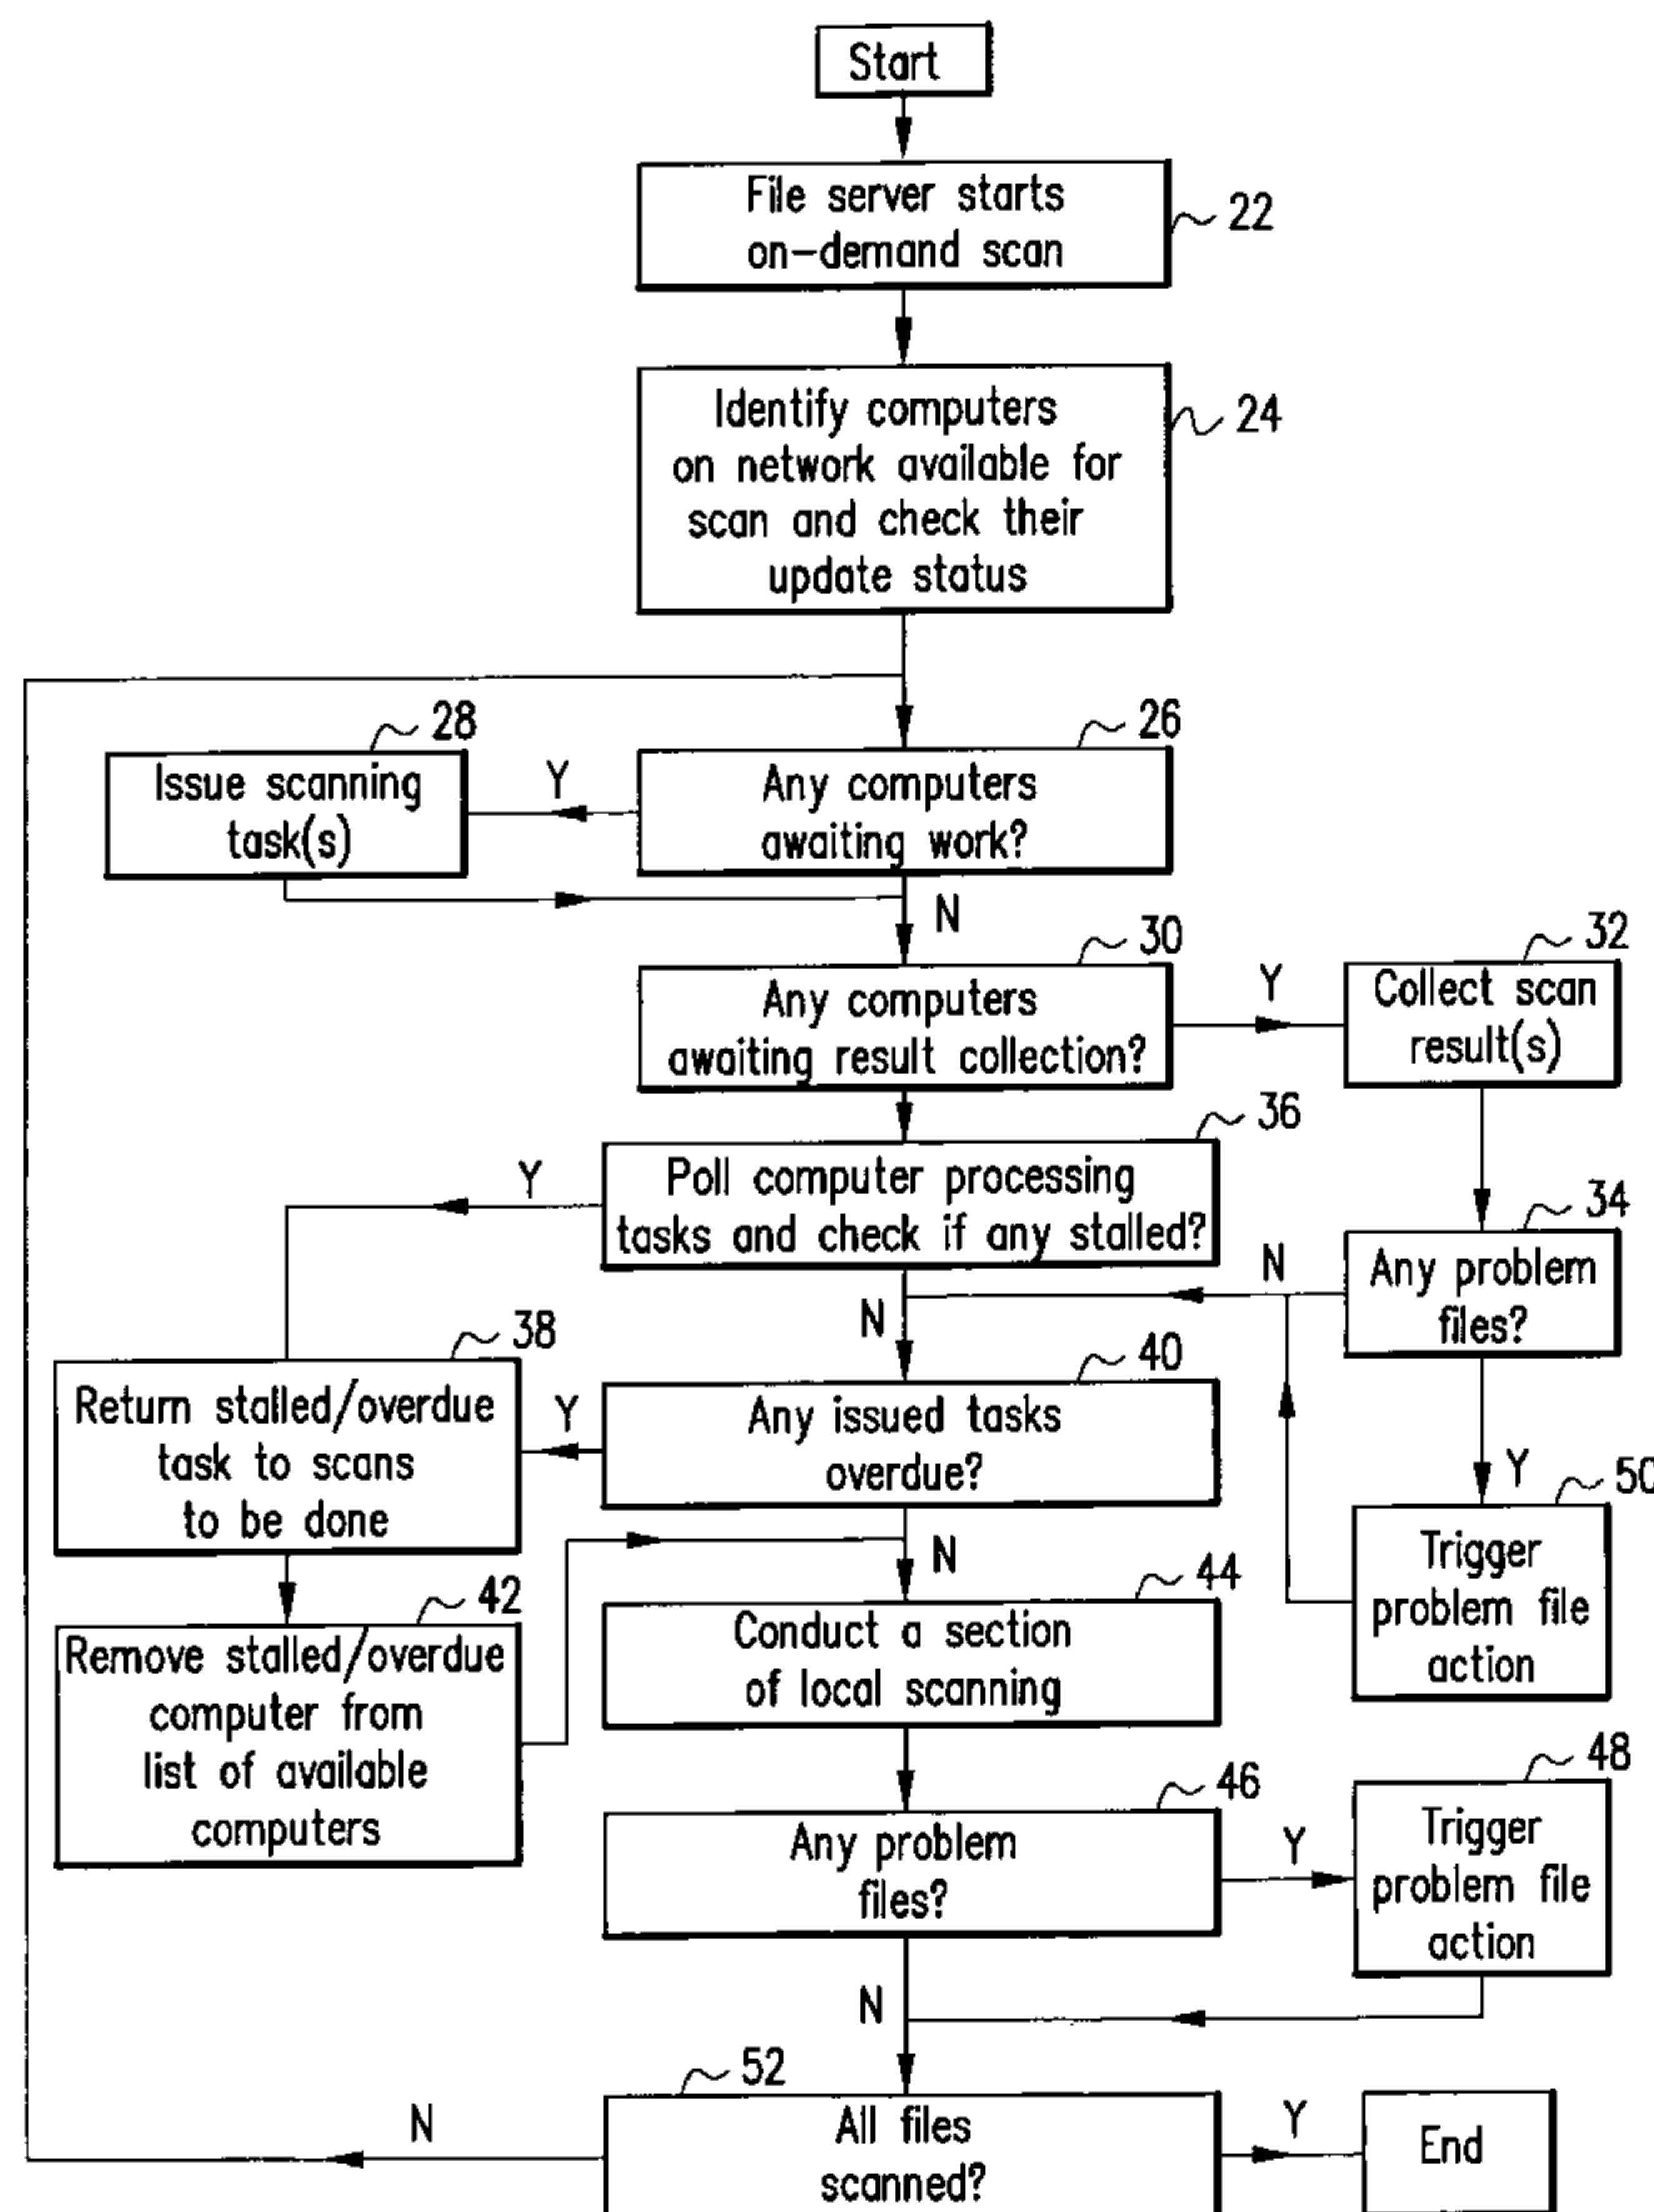 Start
File server starts
on-demand scan
22
Identify computers
on network available for
scan and check their
update status
24
28
Issue scanning
task(s)
Y
26
Any computers
awaiting work?
N
30
Any computers
awaiting result collection?
Y
32
Collect scan
result(s)
36
Poll computer processing
tasks and check if any stalled?
Y
N
34
Any problem
files?
N
Y
38
Return stalled/overdue
task to scans
to be done
Y
40
Any issued tasks
overdue?
N
50
Trigger
problem file
action
42
Remove stalled/overdue
computer from
list of available
computers
44
Conduct a section
of local scanning
46
Any problem
files?
Y
48
Trigger
problem file
action
N
52
All files
scanned?
N
Y
End